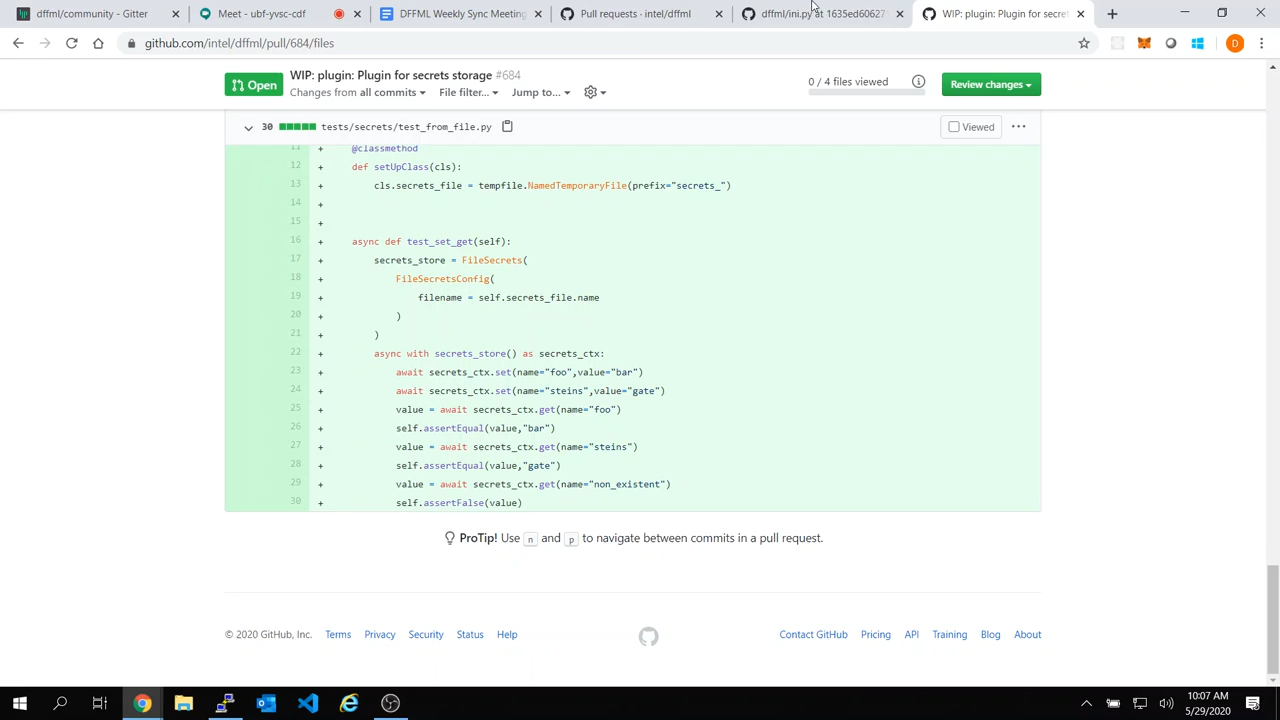 dffml/community - Gitter
Meet - ubf-yvsc-cdf
DFFML Weekly Sync Meeting
Pull requests · intel/dffml
dffml/ini.py at 1635ed60627
WIP: plugin: Plugin for secret
github.com/intel/dffml/pull/684/files
D
Open
WIP: plugin: Plugin for secrets storage #684
Changes from all commits
File filter...
Jump to...
0 / 4 files viewed
Review changes
30 tests/secrets/test_from_file.py
Viewed
11 + @classmethod
12 + def setUpClass(cls):
13 + cls.secrets_file = tempfile.NamedTemporaryFile(prefix="secrets_")
14 +
15 +
16 + async def test_set_get(self):
17 + secrets_store = FileSecrets(
18 + FileSecretsConfig(
19 + filename = self.secrets_file.name
20 + )
21 + )
22 + async with secrets_store() as secrets_ctx:
23 + await secrets_ctx.set(name="foo",value="bar")
24 + await secrets_ctx.set(name="steins",value="gate")
25 + value = await secrets_ctx.get(name="foo")
26 + self.assertEqual(value,"bar")
27 + value = await secrets_ctx.get(name="steins")
28 + self.assertEqual(value,"gate")
29 + value = await secrets_ctx.get(name="non_existent")
30 + self.assertFalse(value)
ProTip! Use n and p to navigate between commits in a pull request.
© 2020 GitHub, Inc.
Terms
Privacy
Security
Status
Help
Contact GitHub
Pricing
API
Training
Blog
About
10:07 AM
5/29/2020